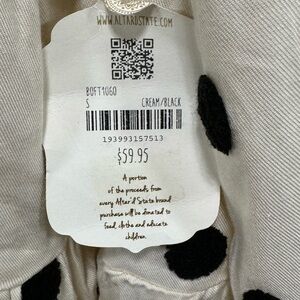 WWW.ALTARDSTATE.COM
BOFT1060
S CREAM/BLACK
193993157513
$59.95
A portion
of the proceeds from
every Altar'd State brand
purchase will be donated to
feed, clothe and educate
children.